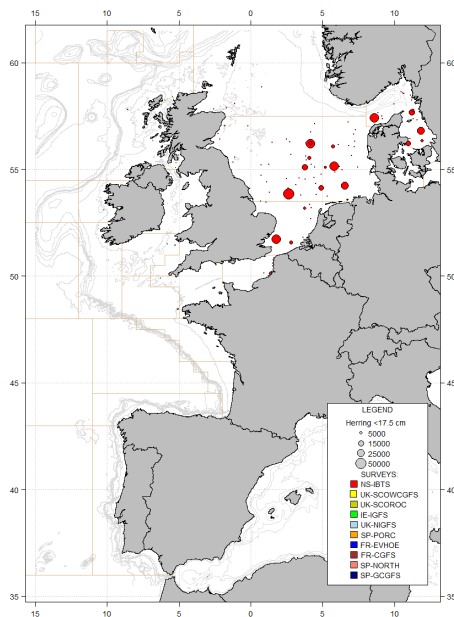 15 10 5 0 5 10
60 60
55 55
50 50
45 45
40 40
35 35
LEGEND
Herring <17.5 cm
5000
15000
25000
50000
SURVEYS:
NS-IBTS
UK-SCOWCGFS
UK-SCOROC
IE-IGFS
UK-NIGFS
SP-PORC
FR-EVHOE
FR-CGFS
SP-NORTH
SP-GCGFS
15 10 5 0 5 10